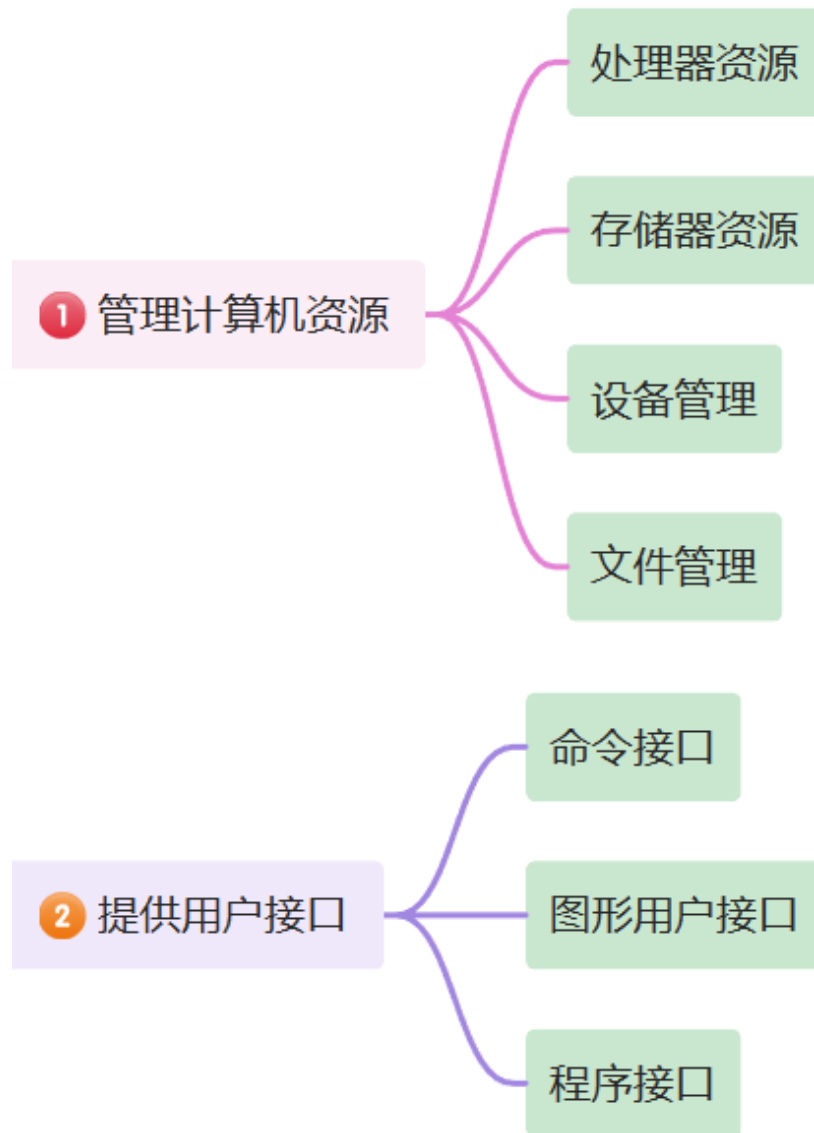 1 管理计算机资源
处理器资源
存储器资源
设备管理
文件管理
2 提供用户接口
命令接口
图形用户接口
程序接口